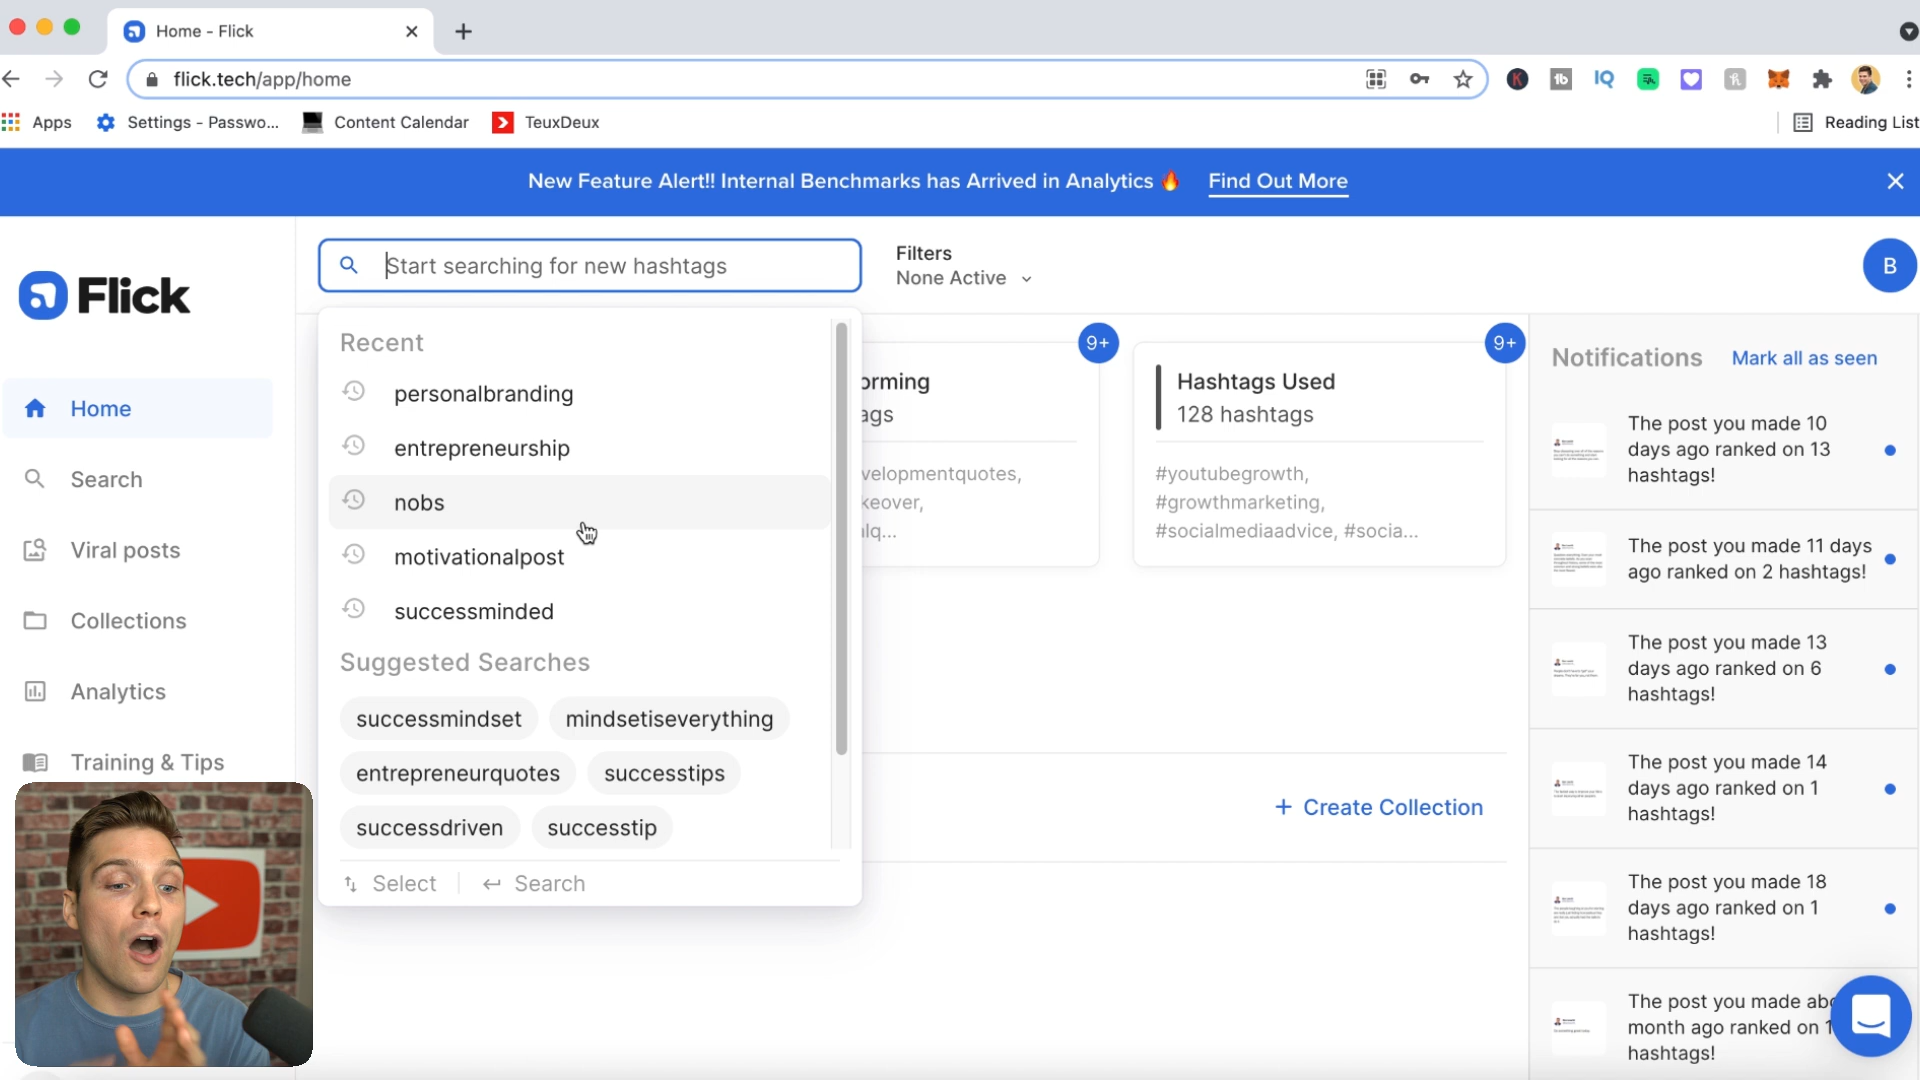 Home - Flick
flick.tech/app/home
Apps
Settings - Passwo...
Content Calendar
TeuxDeux
Reading List
New Feature Alert!! Internal Benchmarks has Arrived in Analytics 🔥 Find Out More
Flick
Start searching for new hashtags
Filters
None Active
B
Home
Search
Viral posts
Collections
Analytics
Training & Tips
Recent
personalbranding
entrepreneurship
nobs
motivationalpost
successminded
Suggested Searches
successmindset
mindsetiseverything
entrepreneurquotes
successtips
successdriven
successtip
Select
Search
9+
orming
ags
velopmentquotes,
keover,
lq...
9+
Hashtags Used
128 hashtags
#youtubegrowth,
#growthmarketing,
#socialmediaadvice, #socia...
+ Create Collection
Notifications
Mark all as seen
The post you made 10
days ago ranked on 13
hashtags!
The post you made 11 days
ago ranked on 2 hashtags!
The post you made 13
days ago ranked on 6
hashtags!
The post you made 14
days ago ranked on 1
hashtags!
The post you made 18
days ago ranked on 1
hashtags!
The post you made abo
month ago ranked on 1
hashtags!